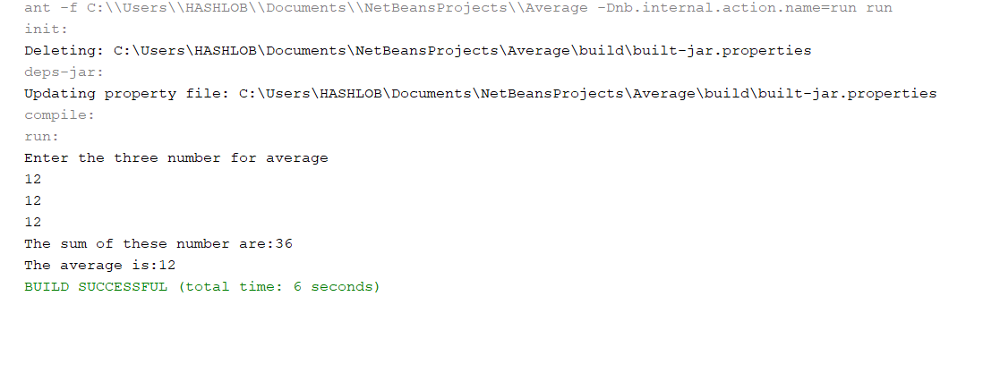 ant -f C:\\Users\\HASHLOB\\Documents\\NetBeansProjects\\Average -Dnb.internal.action.name=run run
init:
Deleting: C:\Users\HASHLOB\Documents\NetBeansProjects\Average\build\built-jar.properties
deps-jar:
Updating property file: C:\Users\HASHLOB\Documents\NetBeansProjects\Average\build\built-jar.properties
compile:
run:
Enter the three number for average
12
12
12
The sum of these number are:36
The average is:12
BUILD SUCCESSFUL (total time: 6 seconds)